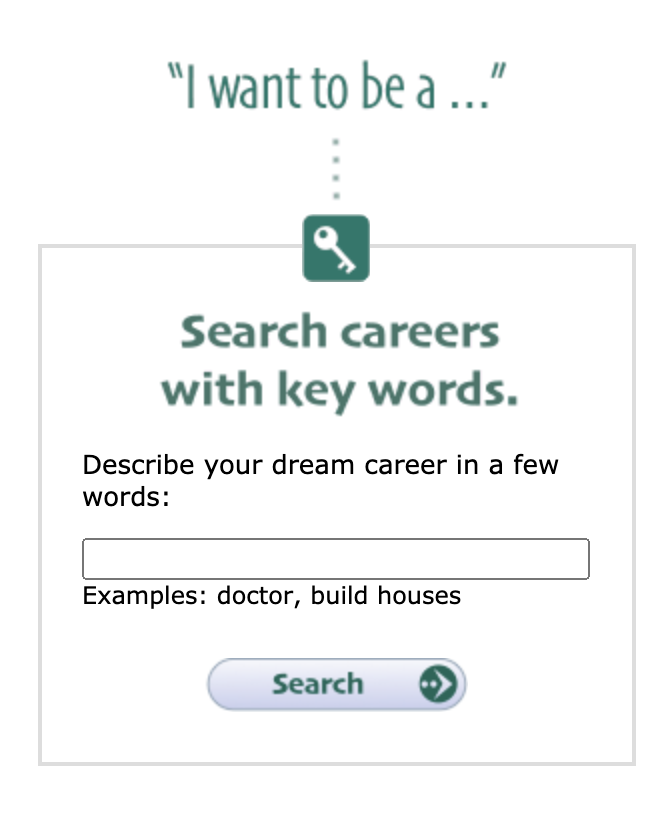 “I want to be a ...”
Search careers
with key words.
Describe your dream career in a few
words:
Examples: doctor, build houses
Search